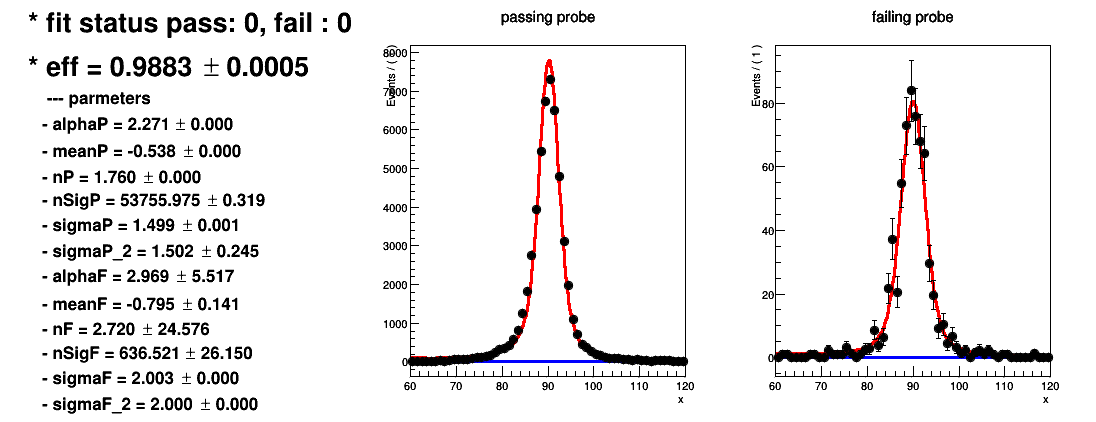 * fit status pass: 0, fail : 0
* eff = 0.9883 ± 0.0005
--- parmeters
- alphaP = 2.271 ± 0.000
- meanP = -0.538 ± 0.000
- nP = 1.760 ± 0.000
- nSigP = 53755.975 ± 0.319
- sigmaP = 1.499 ± 0.001
- sigmaP_2 = 1.502 ± 0.245
- alphaF = 2.969 ± 5.517
- meanF = -0.795 ± 0.141
- nF = 2.720 ± 24.576
- nSigF = 636.521 ± 26.150
- sigmaF = 2.003 ± 0.000
- sigmaF_2 = 2.000 ± 0.000
passing probe
Events / ( 1 )
8000
7000
6000
5000
4000
3000
2000
1000
0
60 70 80 90 100 110 120
x
failing probe
Events / ( 1 )
80
60
40
20
0
60 70 80 90 100 110 120
x